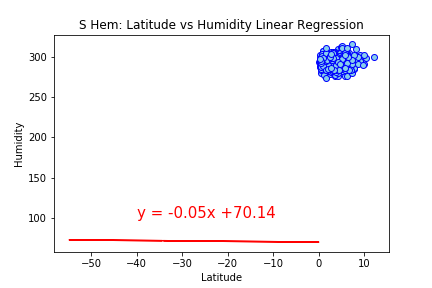 S Hem: Latitude vs Humidity Linear Regression
300
250
200
150
100
Humidity
y = -0.05x +70.14
−50 −40 −30 −20 −10 0 10
Latitude